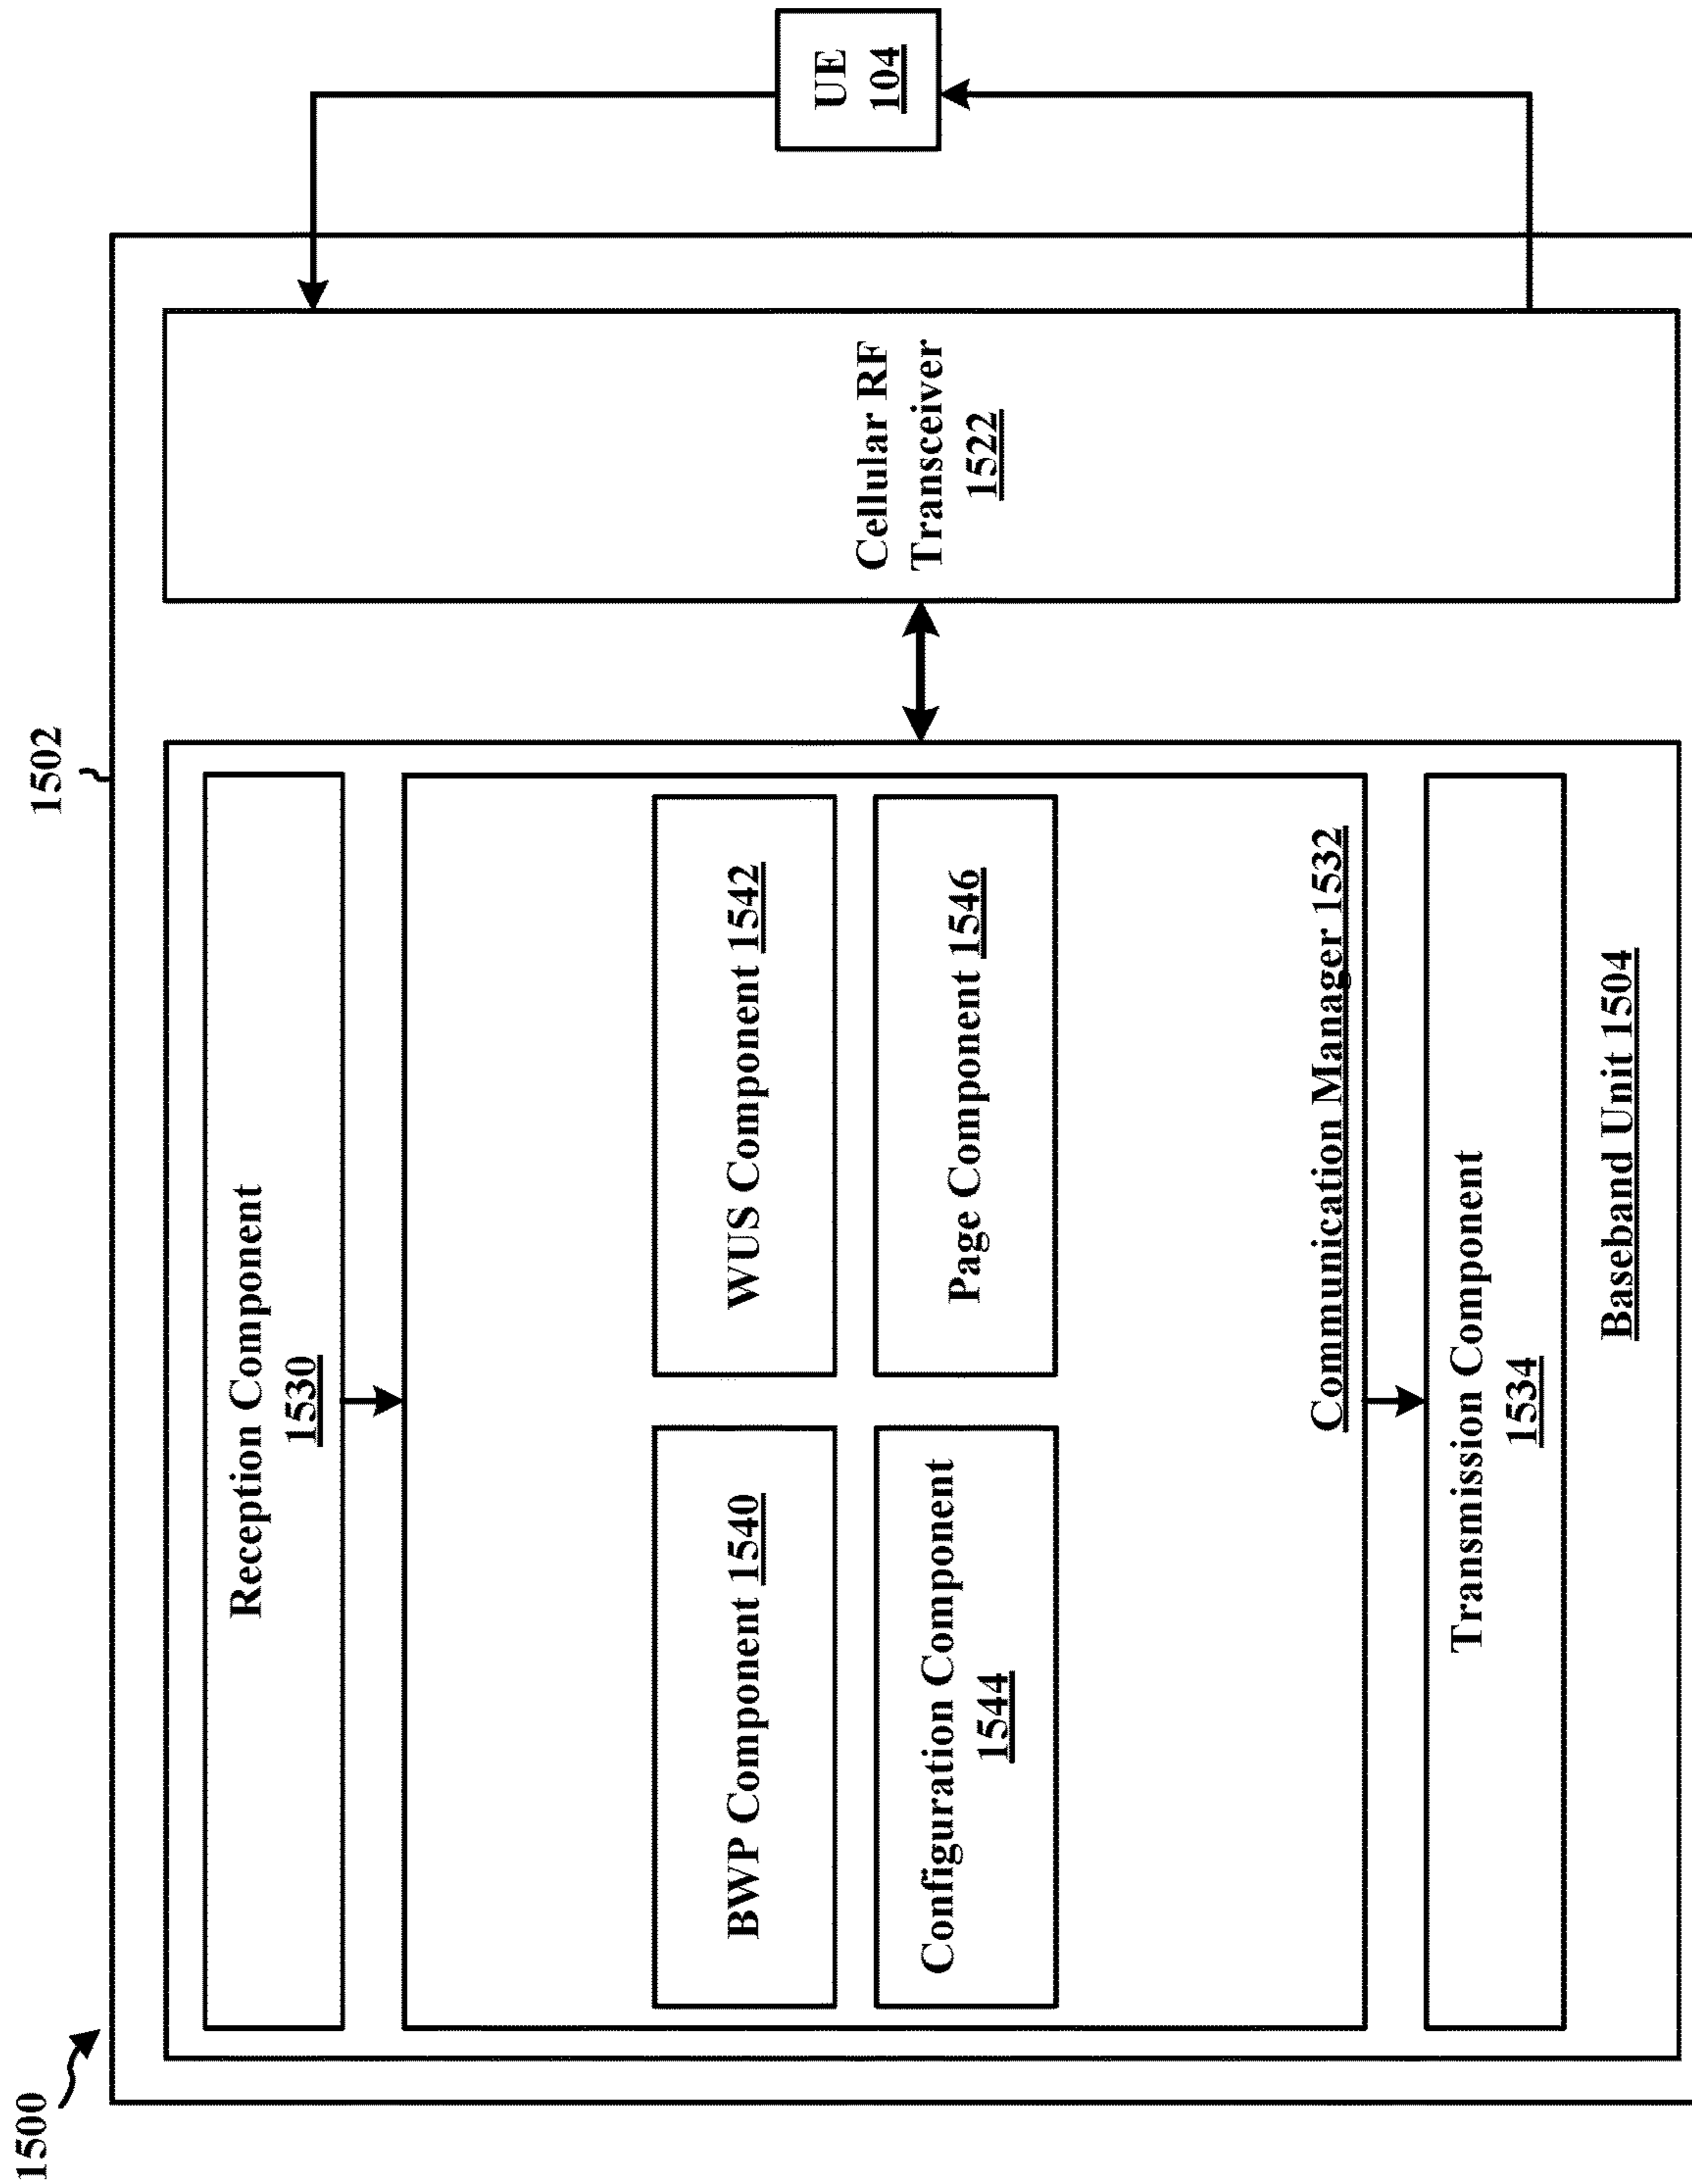 1500
1502
Reception Component
1530
BWP Component 1540
WUS Component 1542
Configuration Component
1544
Page Component 1546
Communication Manager 1532
Transmission Component
1534
Baseband Unit 1504
Cellular RF
Transceiver
1522
UE
104